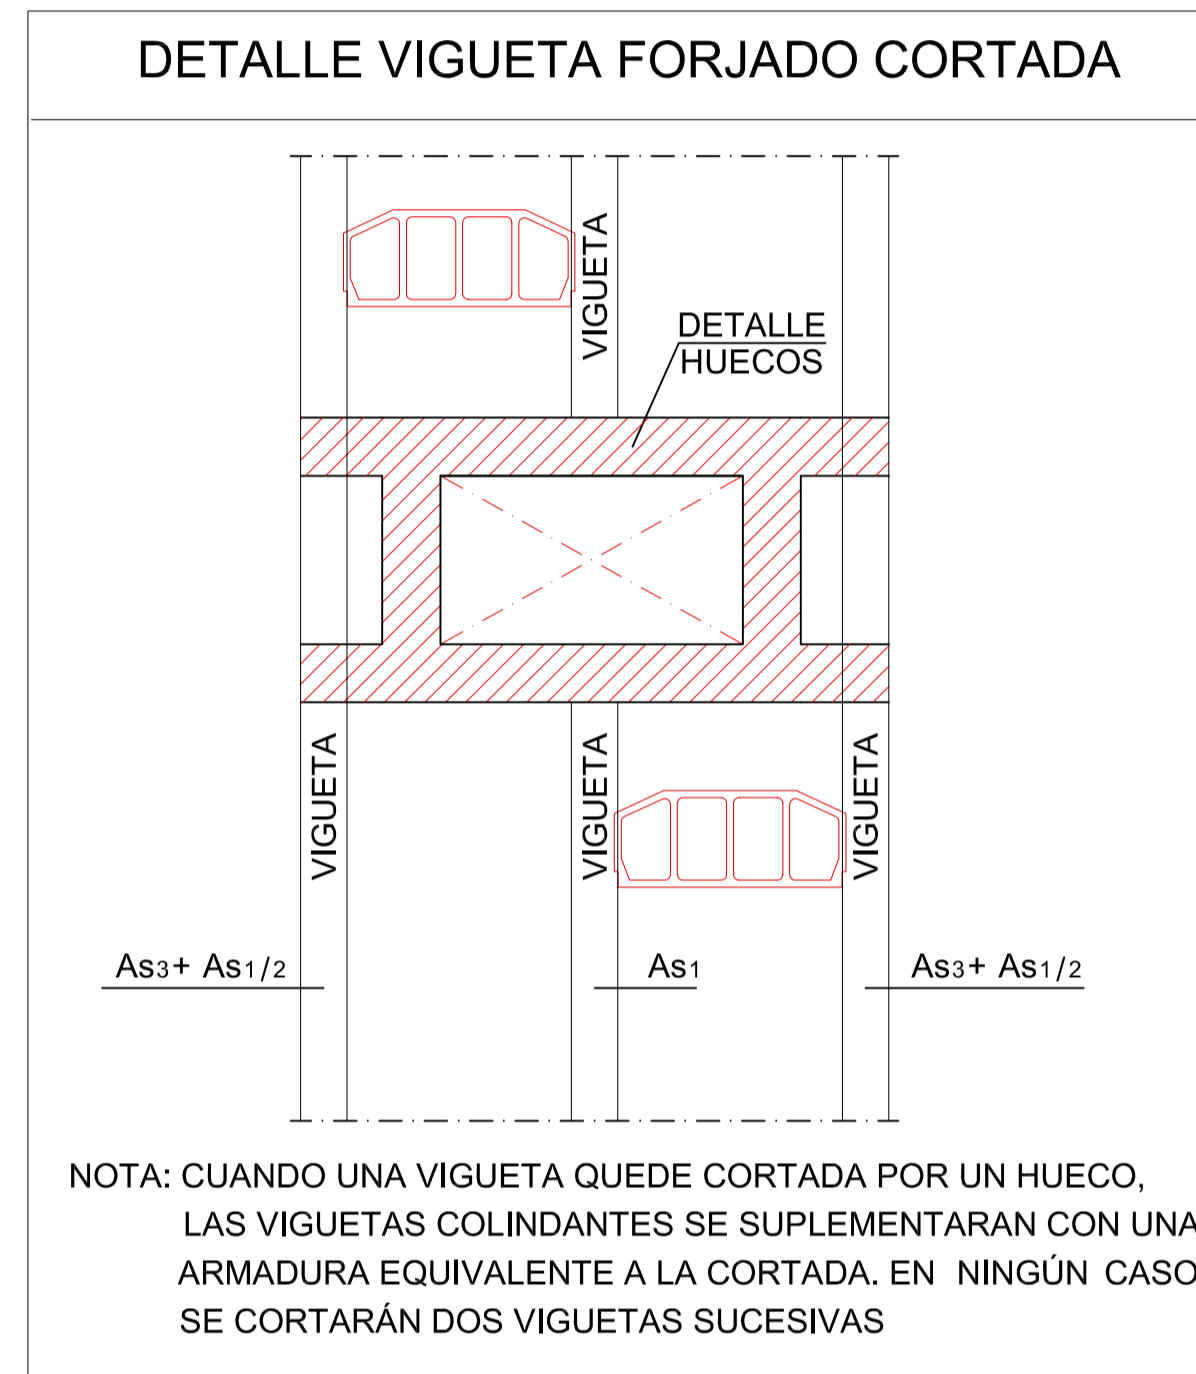 DETALLE VIGUETA FORJADO CORTADA
VIGUETA
DETALLE
HUECOS
VIGUETA
VIGUETA
VIGUETA
As3+ As1/2
As1
As3+ As1/2
NOTA: CUANDO UNA VIGUETA QUEDE CORTADA POR UN HUECO,
LAS VIGUETAS COLINDANTES SE SUPLEMENTARAN CON UNA
ARMADURA EQUIVALENTE A LA CORTADA. EN NINGÚN CASO
SE CORTARÁN DOS VIGUETAS SUCESIVAS